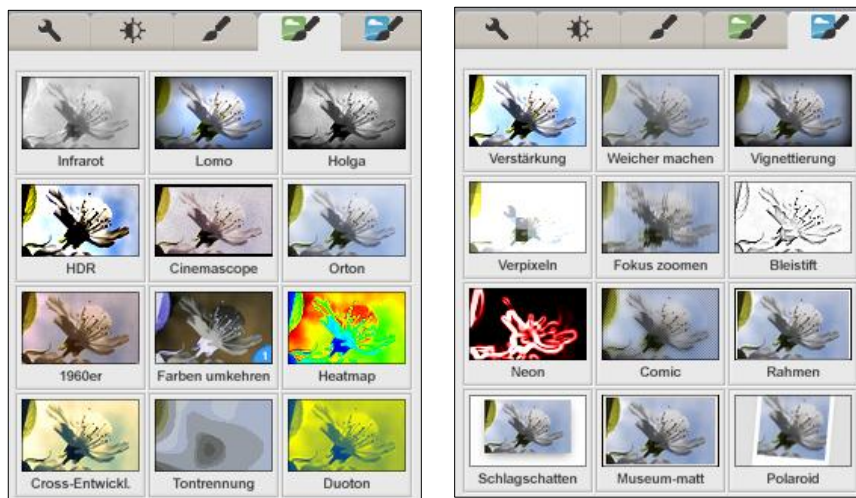 Infrarot Lomo Holga
HDR Cinemascope Orton
1960er Farben umkehren 1 Heatmap
Cross-Entwickl. Tontrennung Duoton
Verstärkung Weicher machen Vignettierung
Verpixeln Fokus zoomen Bleistift
Neon Comic Rahmen
Schlagschatten Museum-matt Polaroid